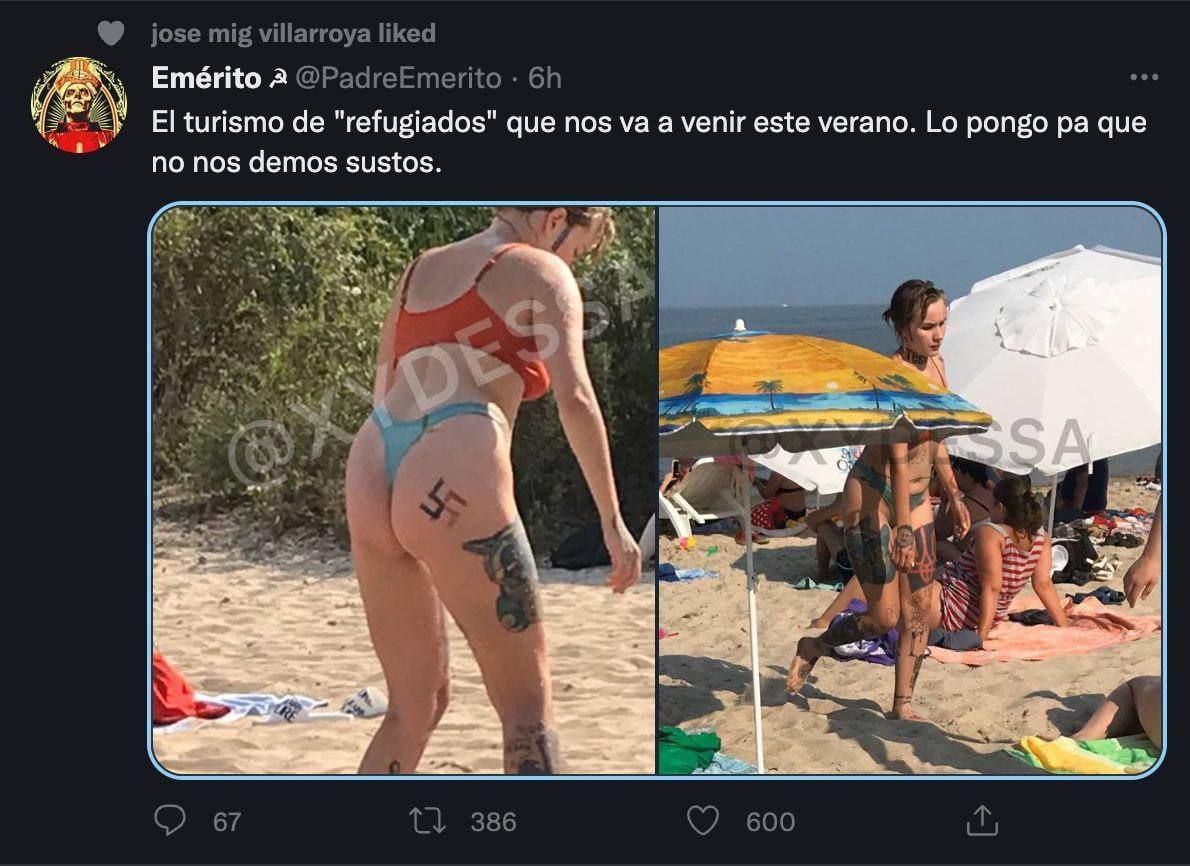 jose mig villarroya liked
Emérito ☭ @PadreEmerito · 6h
El turismo de "refugiados" que nos va a venir este verano. Lo pongo pa que
no nos demos sustos.
@XYDESSA
@XYDESSA
67 386 600